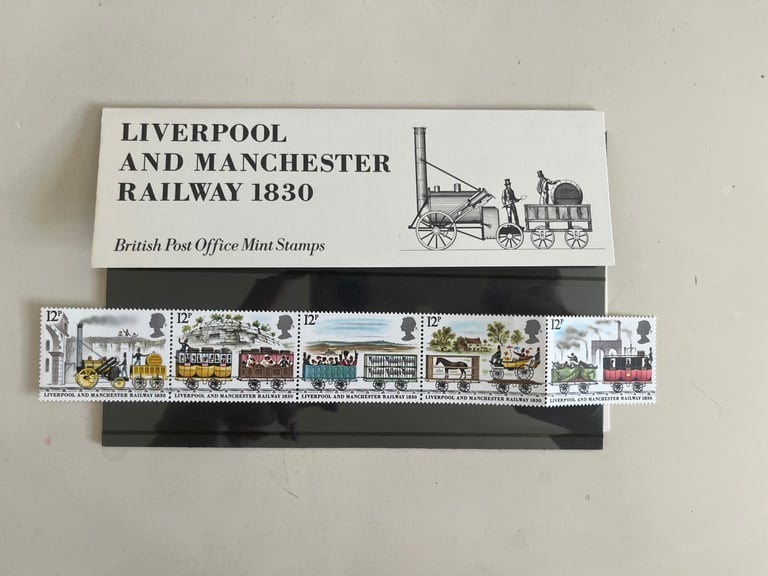 LIVERPOOL
AND MANCHESTER
RAILWAY 1830
British Post Office Mint Stamps
12P
12P
12P
12P
12P
LIVERPOOL AND MANCHESTER RAILWAY 1830
LIVERPOOL AND MANCHESTER RAILWAY 1830
LIVERPOOL AND MANCHESTER RAILWAY 1830
LIVERPOOL AND MANCHESTER RAILWAY 1830
LIVERPOOL AND MANCHESTER RAILWAY 1830